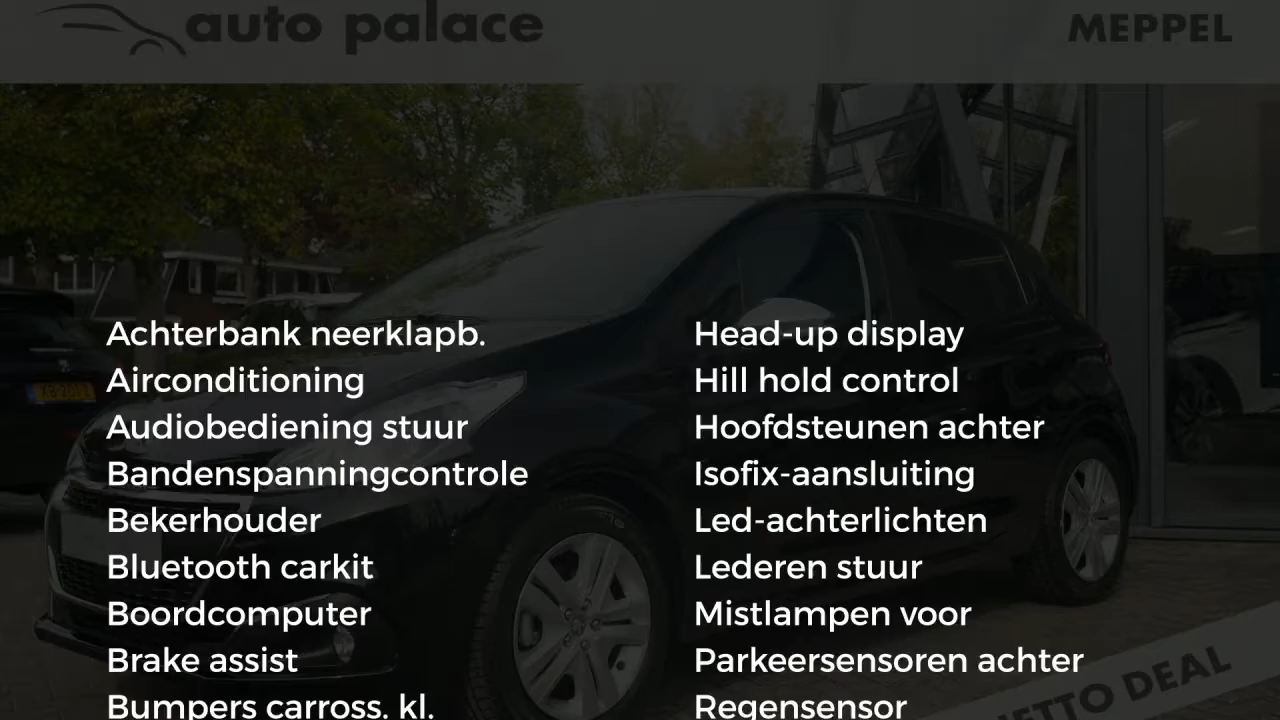 auto palace
MEPPEL
Achterbank neerklapb.
Airconditioning
Audiobediening stuur
Bandenspanningcontrole
Bekerhouder
Bluetooth carkit
Boordcomputer
Brake assist
Bumpers carross. kl.
Head-up display
Hill hold control
Hoofdsteunen achter
Isofix-aansluiting
Led-achterlichten
Lederen stuur
Mistlampen voor
Parkeersensoren achter
Regensensor
DEAL